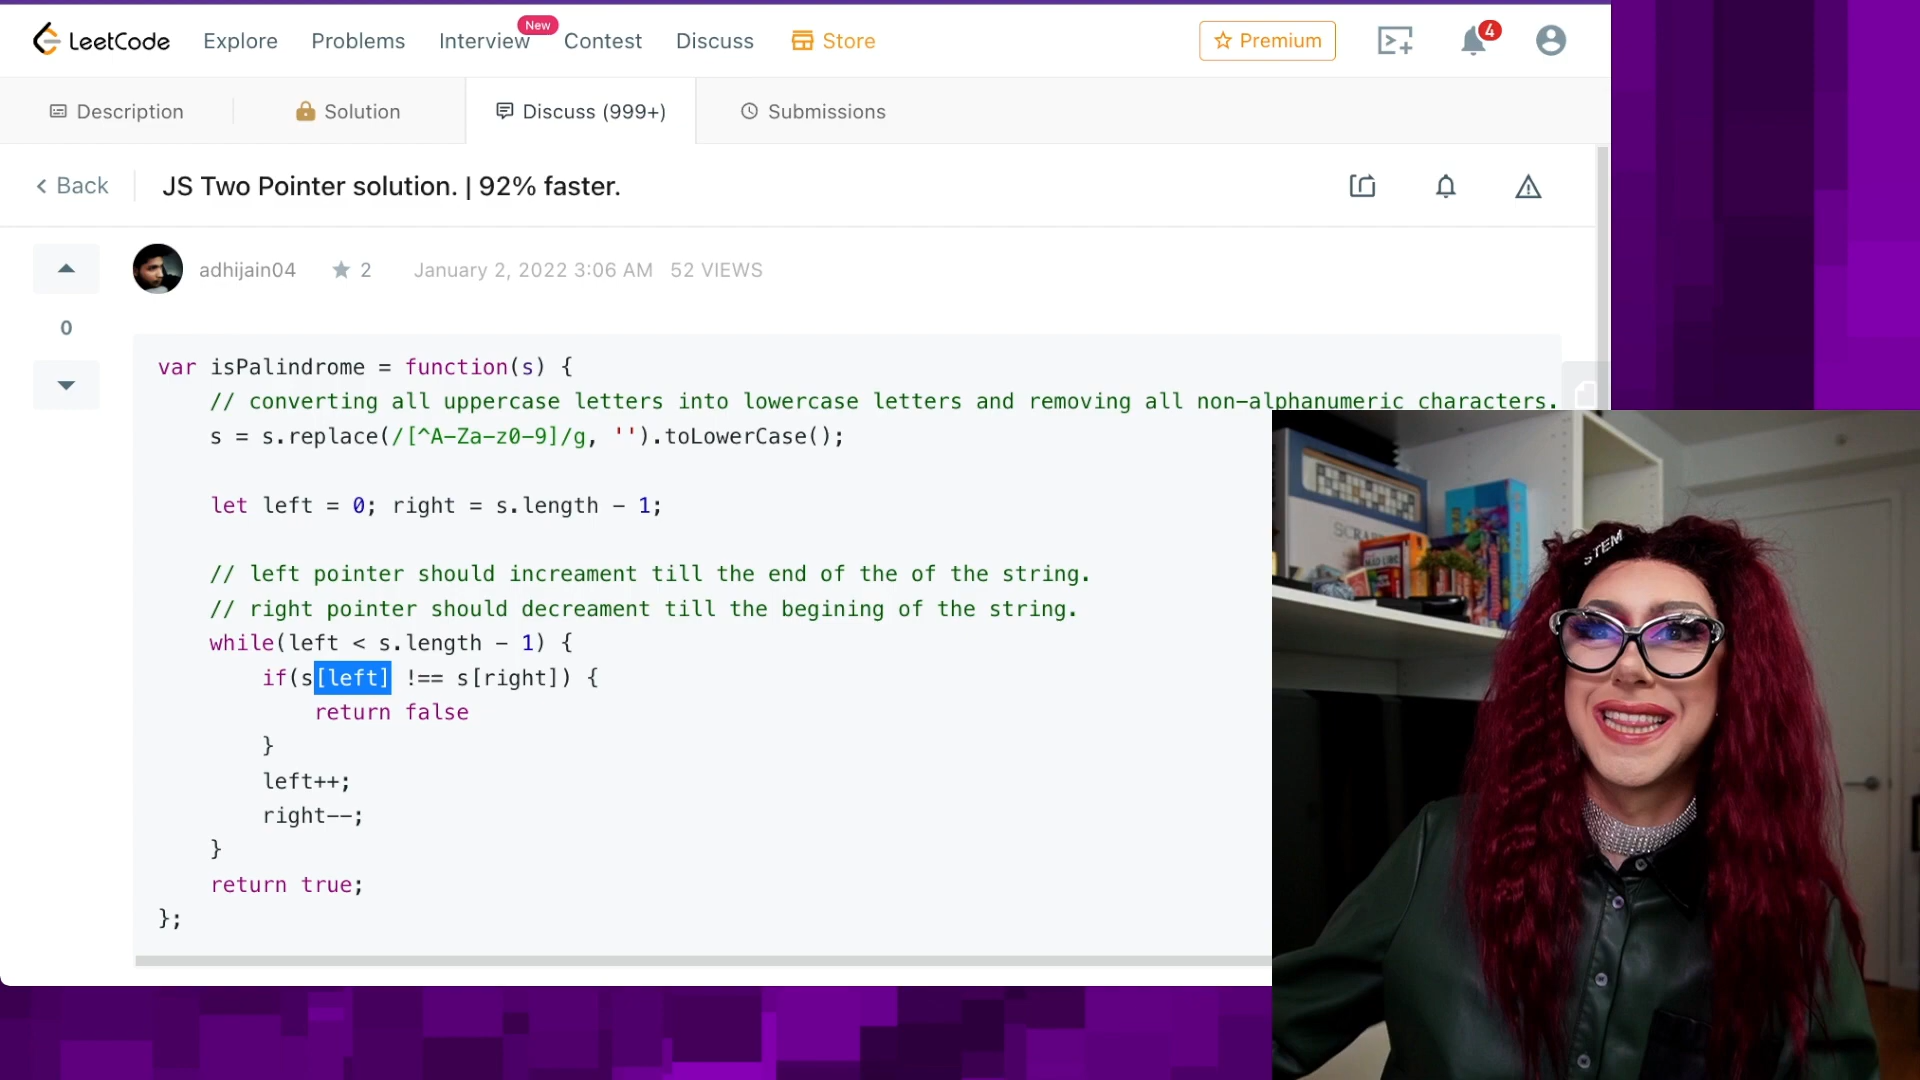 LeetCode Explore Problems Interview New Contest Discuss Store Premium 4
Description Solution Discuss (999+) Submissions
Back JS Two Pointer solution. | 92% faster.
adhijain04 2 January 2, 2022 3:06 AM 52 VIEWS
0
var isPalindrome = function(s) {
// converting all uppercase letters into lowercase letters and removing all non-alphanumeric characters.
s = s.replace(/[^A-Za-z0-9]/g, '').toLowerCase();
let left = 0; right = s.length - 1;
// left pointer should increament till the end of the of the string.
// right pointer should decreament till the begining of the string.
while(left < s.length - 1) {
if(s[left] !== s[right]) {
return false
}
left++;
right--;
}
return true;
};
STEM